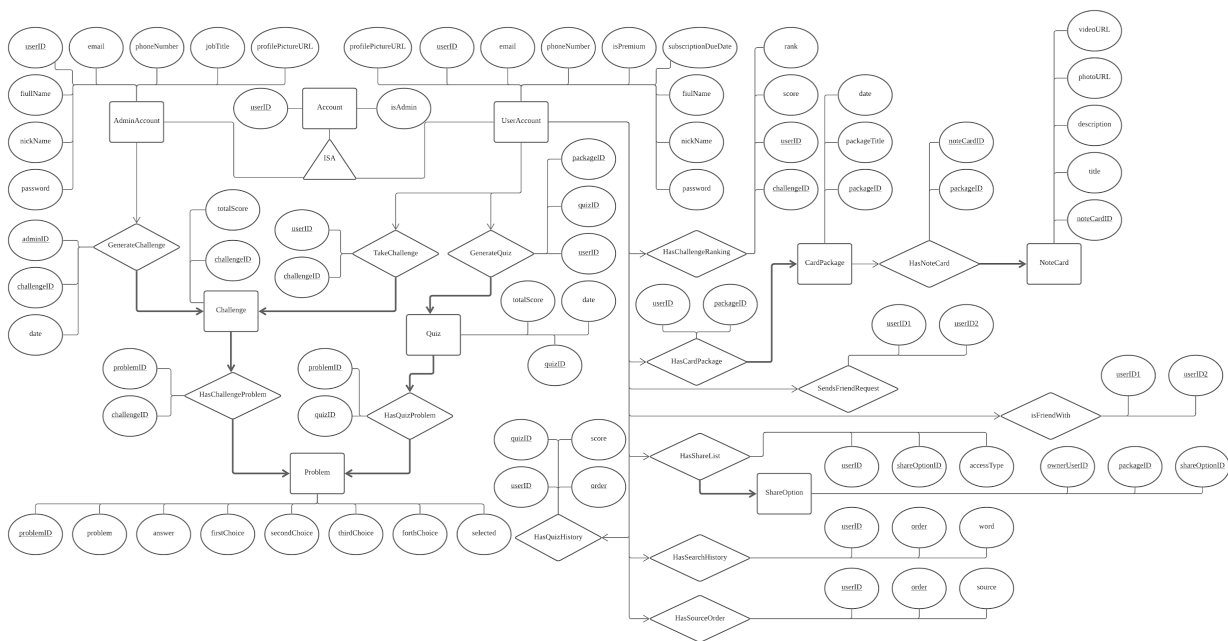 userID
email
phoneNumber
jobTitle
profilePictureURL
profilePictureURL
userID
email
phoneNumber
isPremium
subscriptionDueDate
rank
videoURL
fiullName
AdminAccount
userID
Account
isAdmin
UserAccount
fiulName
score
date
photoURL
nickName
ISA
packageID
nickName
userID
packageTitle
noteCardID
description
password
totalScore
quizID
password
challengeID
packageID
packageID
title
adminID
GenerateChallenge
challengeID
userID
TakeChallenge
GenerateQuiz
userID
HasChallengeRanking
CardPackage
HasNoteCard
noteCardID
NoteCard
challengeID
challengeID
date
Challenge
totalScore
date
userID
packageID
Quiz
quizID
userID1
userID2
HasCardPackage
problemID
HasChallengeProblem
challengeID
problemID
quizID
HasQuizProblem
SendsFriendRequest
userID1
userID2
isFriendWith
quizID
score
HasShareList
userID
shareOptionID
accessType
ownerUserID
packageID
shareOptionID
Problem
userID
order
ShareOption
problemID
problem
answer
firstChoice
secondChoice
thirdChoice
forthChoice
selected
HasQuizHistory
userID
order
word
HasSearchHistory
userID
order
source
HasSourceOrder